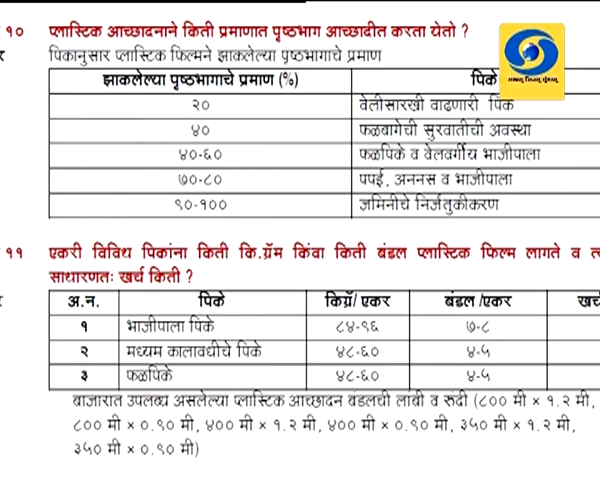 १० प्लास्टिक आच्छादनाने किती प्रमाणात पृष्ठभाग आच्छादीत करता येतो ?
र पिकानुसार प्लास्टिक फिल्मने झाकलेल्या पृष्ठभागाचे प्रमाण
झाकलेल्या पृष्ठभागाचे प्रमाण (%) पिके
२० वेलीसारखी वाढणारी पिक
४० फळबागेची सुरवातीची अवस्था
४०-६० फळपिके व वेलवर्गीय भाजीपाला
७०-८० पपई, अननस व भाजीपाला
९०-१०० जमिनीचे निर्जतुकीकरण
११ एकरी विविध पिकांना किती कि.ग्रॅम किंवा किती बंडल प्लास्टिक फिल्म लागते व त्य
साधारणतः खर्च किती ?
र अ.न. पिके किग्रॅ/ एकर बंडल /एकर खर्च
१ भाजीपाला पिके ८४-९६ ७-८
२ मध्यम कालावधीचे पिके ४८-६० ४-५
३ फळपिके ४८-६० ४-५
बाजारात उपलब्ध असलेल्या प्लास्टिक आच्छादन बंडलची लांबी व रुंदी (८०० मी × १.२ मी,
८०० मी × ०.९० मी, ४०० मी × १.२ मी, ४०० मी × ०.९० मी, ३५० मी × १.२ मी,
३५० मी × ०.९० मी)